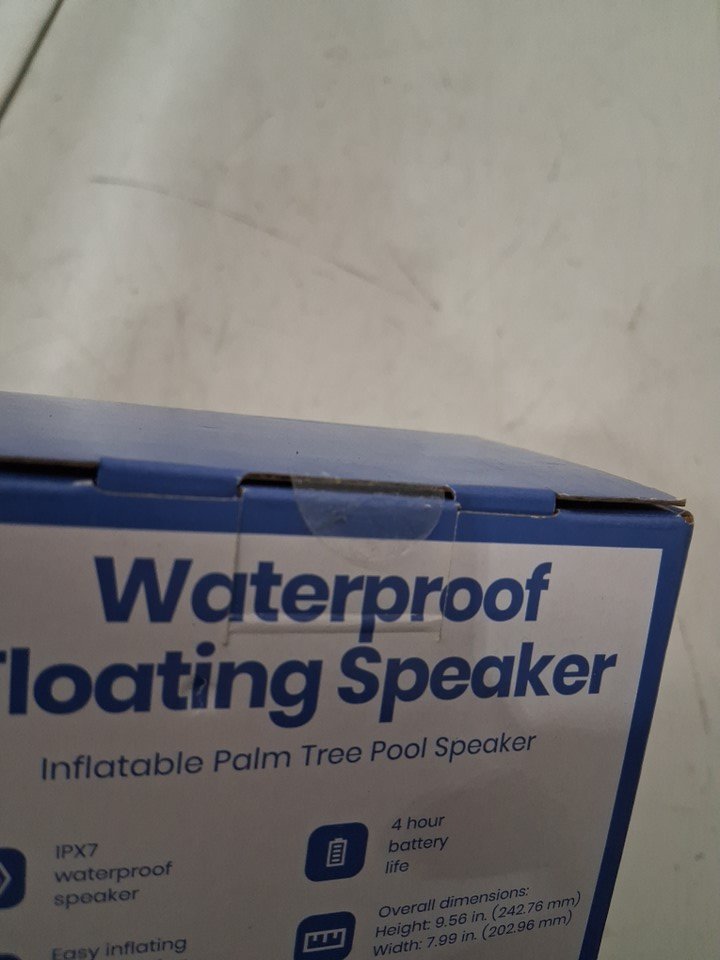 Waterproof
Floating Speaker
Inflatable Palm Tree Pool Speaker
IPX7
waterproof
speaker
4 hour
battery
life
Overall dimensions:
Height: 9.56 in. (242.76 mm)
Width: 7.99 in. (202.96 mm)
Easy inflating